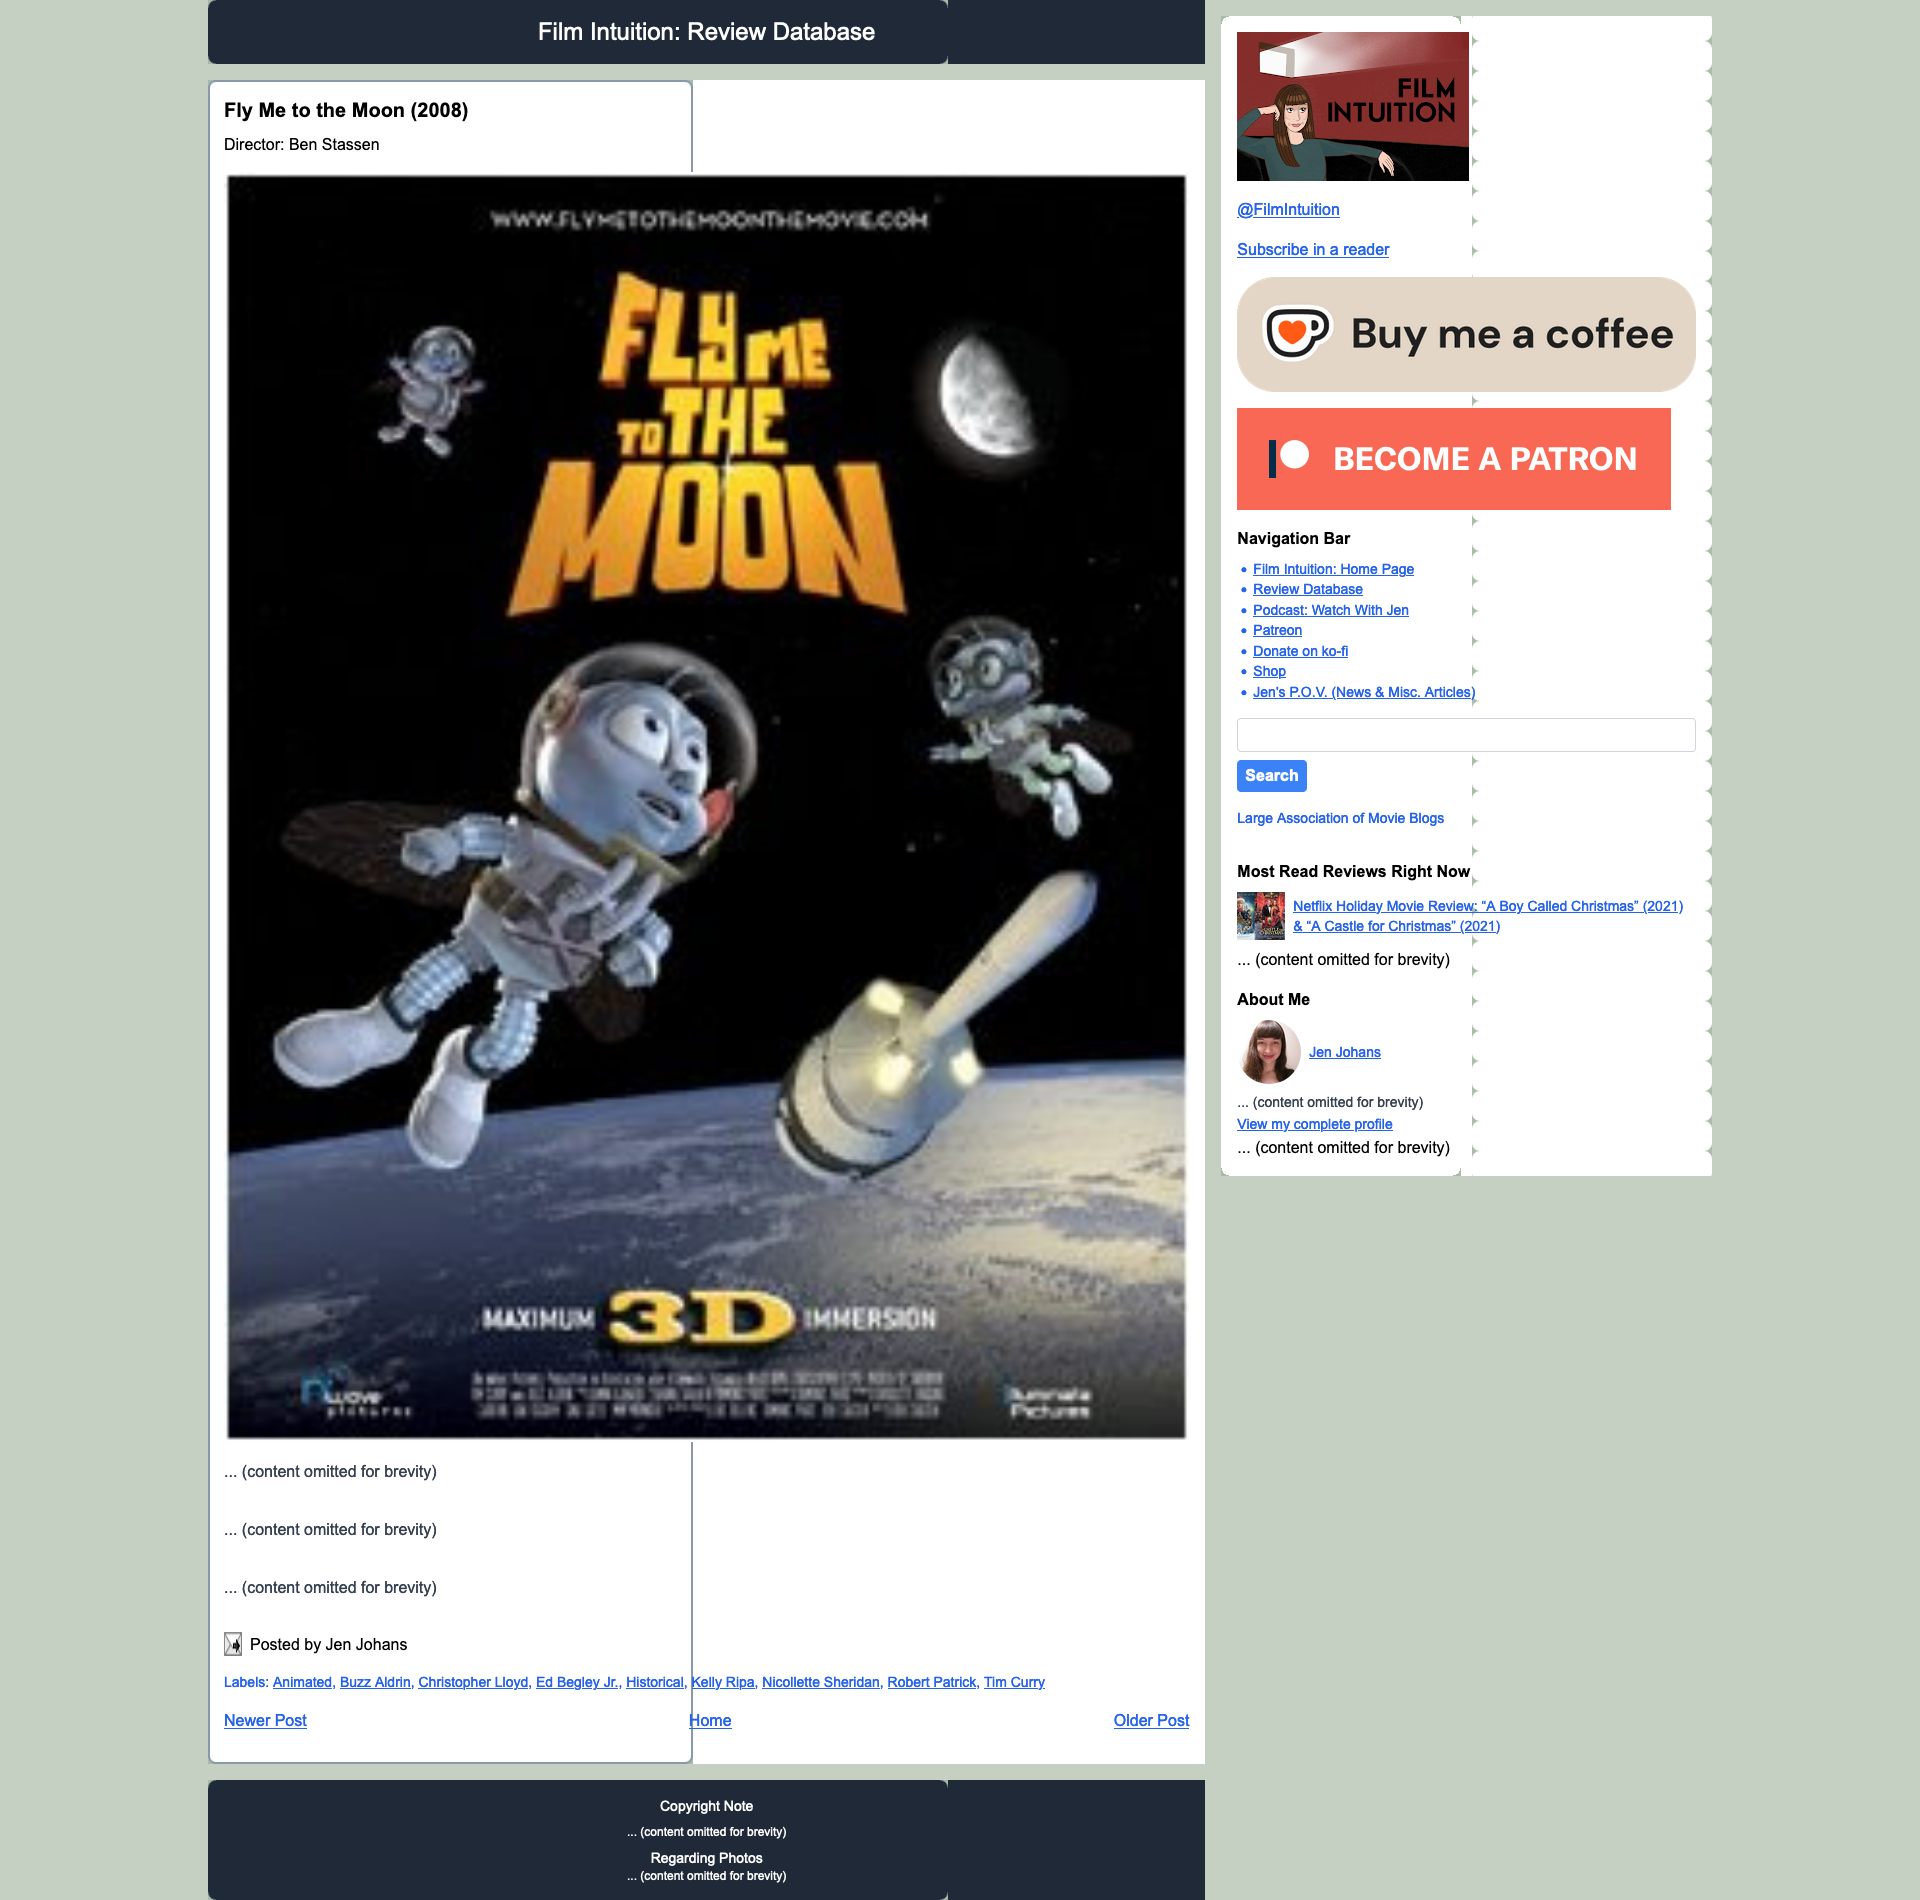 Film Intuition: Review Database
Fly Me to the Moon (2008)
Director: Ben Stassen
WWW.FLYMETOTHEMOONTHEMOVIE.COM
FLY ME
TO THE
MOON
MAXIMUM 3D IMMERSION
wave
pictures
Illuminata
Pictures
... (content omitted for brevity)
... (content omitted for brevity)
... (content omitted for brevity)
Posted by Jen Johans
Labels: Animated, Buzz Aldrin, Christopher Lloyd, Ed Begley Jr., Historical, Kelly Ripa, Nicollette Sheridan, Robert Patrick, Tim Curry
Newer Post
Home
Older Post
Copyright Note
... (content omitted for brevity)
Regarding Photos
... (content omitted for brevity)
FILM
INTUITION
@FilmIntuition
Subscribe in a reader
Buy me a coffee
BECOME A PATRON
Navigation Bar
Film Intuition: Home Page
Review Database
Podcast: Watch With Jen
Patreon
Donate on ko-fi
Shop
Jen's P.O.V. (News & Misc. Articles)
Search
Large Association of Movie Blogs
Most Read Reviews Right Now
Netflix Holiday Movie Review: “A Boy Called Christmas” (2021)
& “A Castle for Christmas” (2021)
... (content omitted for brevity)
About Me
Jen Johans
... (content omitted for brevity)
View my complete profile
... (content omitted for brevity)